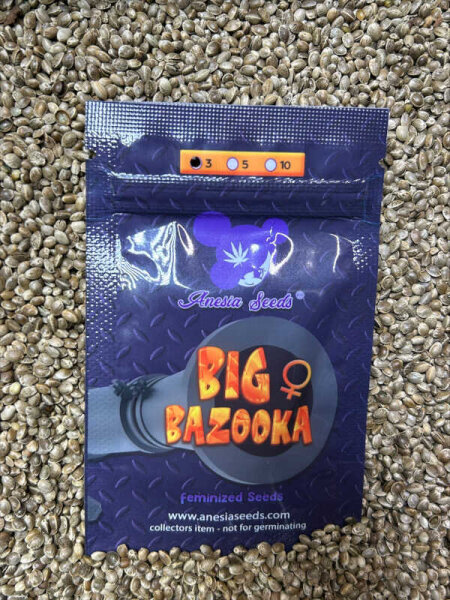 3 5 10
Anesia Seeds®
BIG
BAZOOKA
Feminized Seeds
www.anesiaseeds.com
collectors item - not for germinating